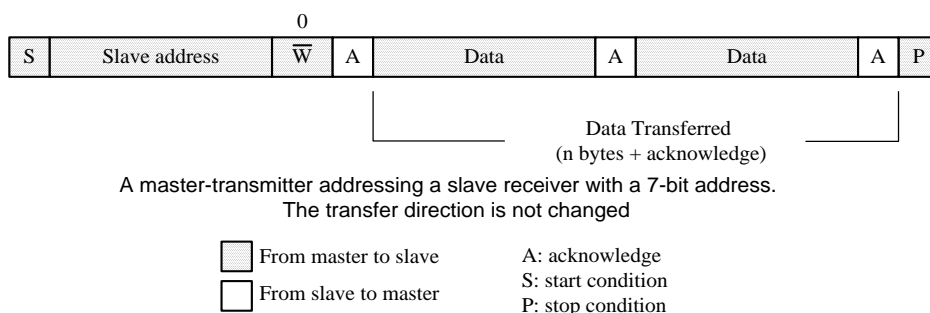 0
S Slave address W̅ A Data A Data A P
Data Transferred
(n bytes + acknowledge)
A master-transmitter addressing a slave receiver with a 7-bit address.
The transfer direction is not changed
From master to slave
From slave to master
A: acknowledge
S: start condition
P: stop condition